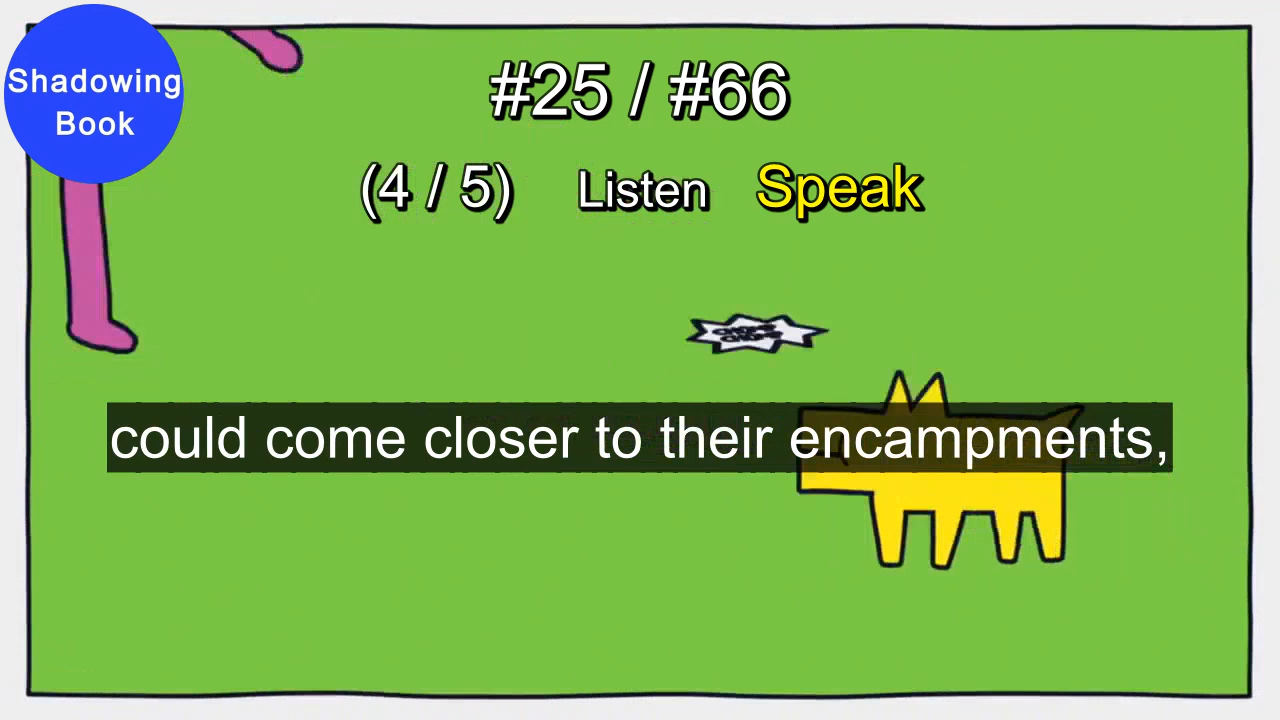 Shadowing
Book
#25 / #66
(4 / 5) Listen Speak
could come closer to their encampments,